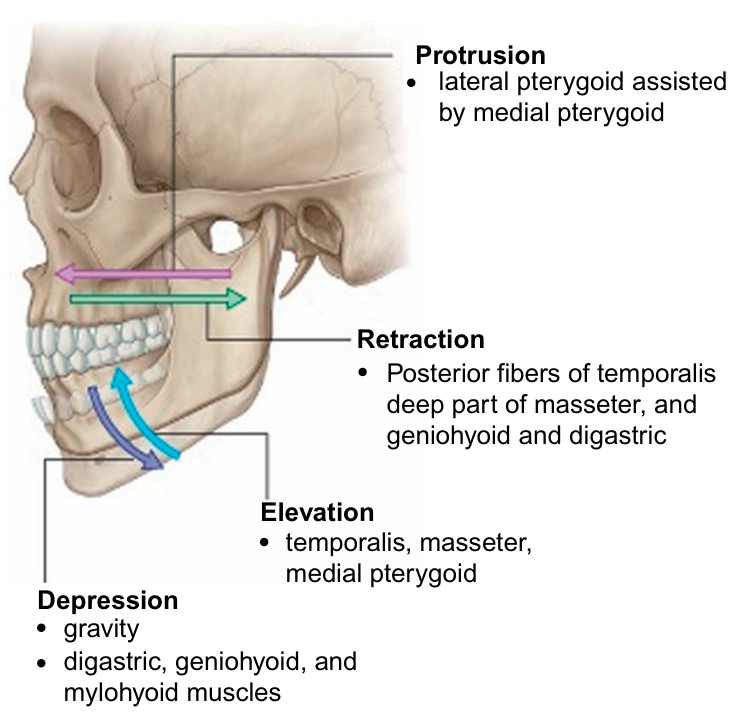 Protrusion
• lateral pterygoid assisted
by medial pterygoid
Retraction
• Posterior fibers of temporalis
deep part of masseter, and
geniohyoid and digastric
Elevation
• temporalis, masseter,
medial pterygoid
Depression
• gravity
• digastric, geniohyoid, and
mylohyoid muscles